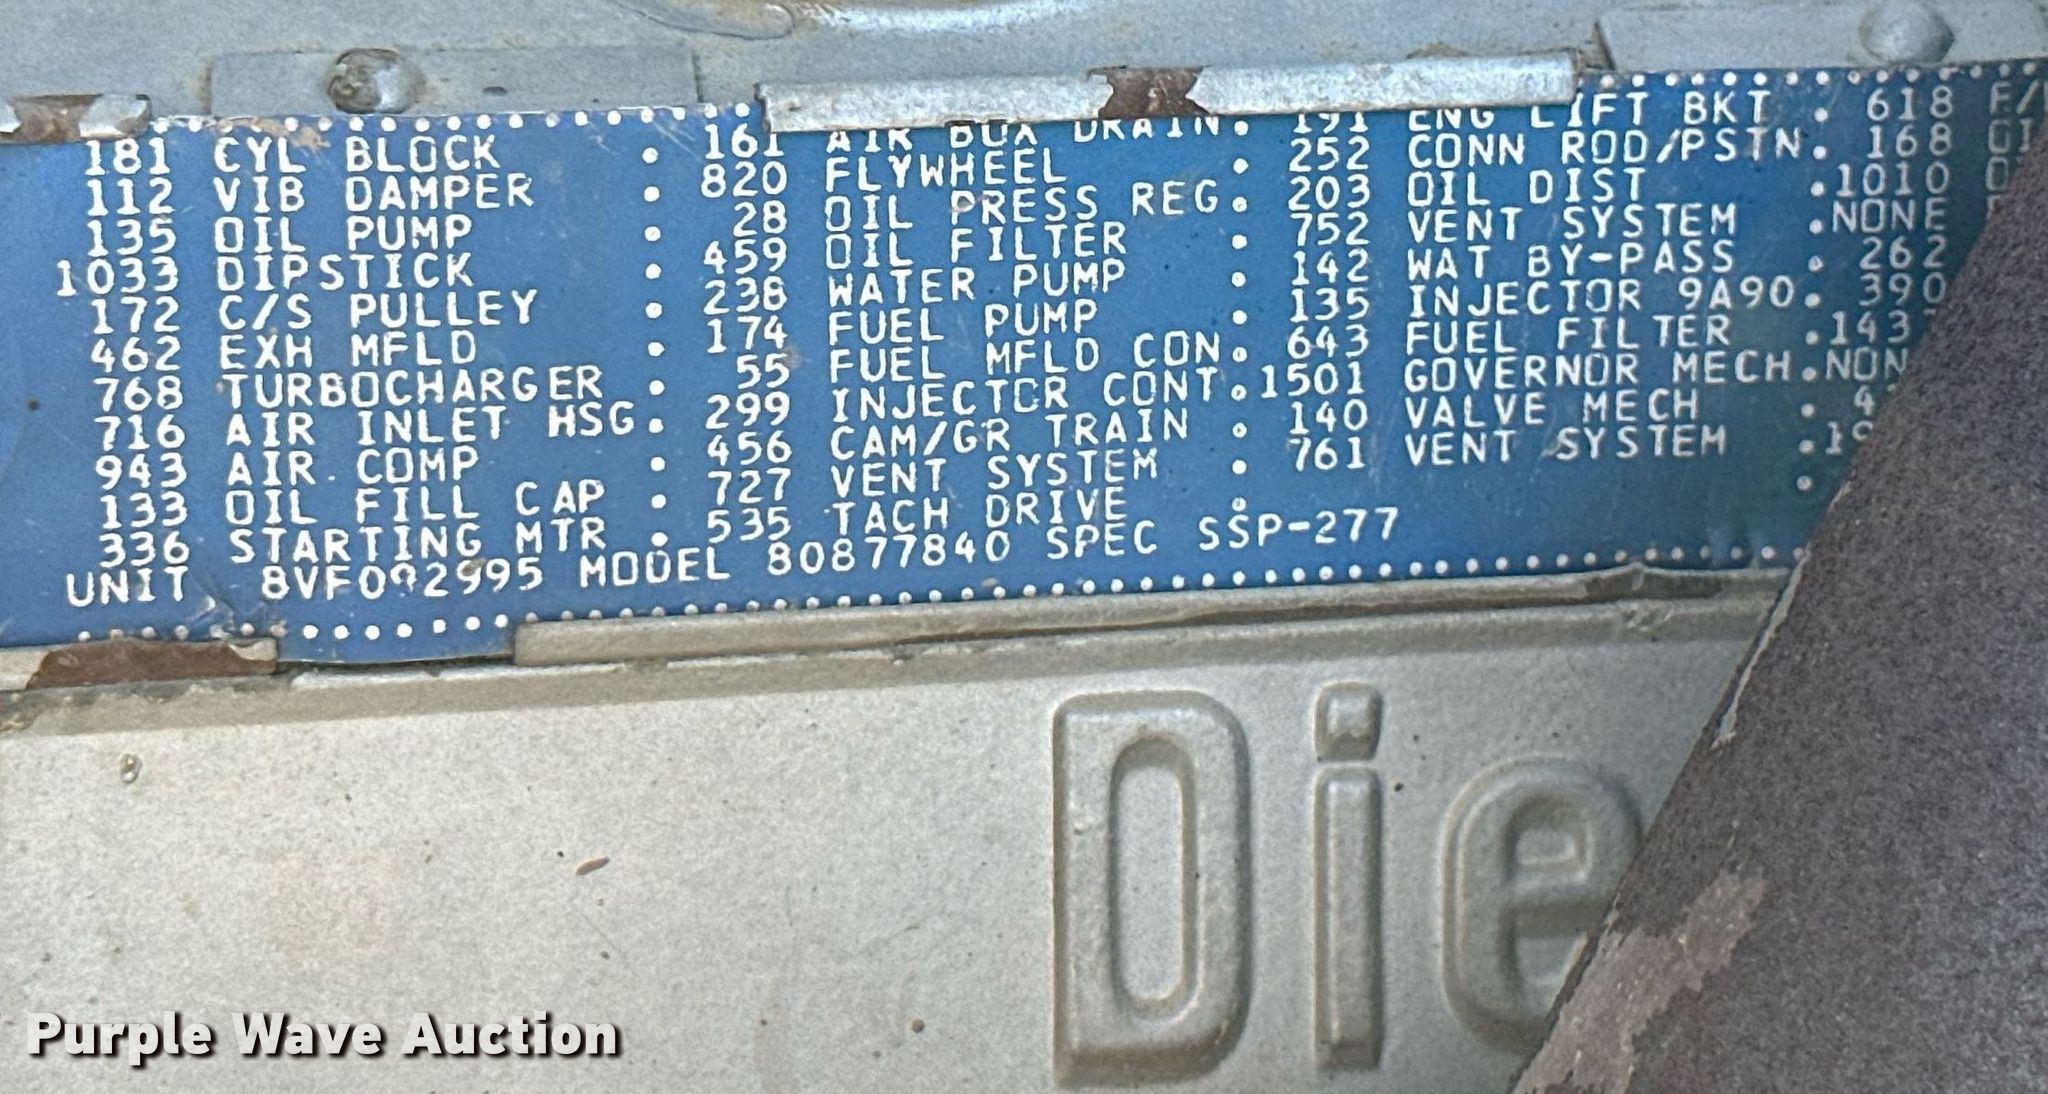 181 CYL BLOCK . 161 AIR BOX DRAIN. 191 ENG LIFT BKT . 618 F/
112 VIB DAMPER . 820 FLYWHEEL . 252 CONN ROD/PSTN. 168
135 OIL PUMP . 28 OIL PRESS REG. 203 OIL DIST .1010
1033 DIPSTICK . 459 OIL FILTER . 752 VENT SYSTEM .NONE
172 C/S PULLEY . 238 WATER PUMP . 142 WAT BY-PASS . 262
462 EXH MFLD . 174 FUEL PUMP . 135 INJECTOR 9A90. 390
768 TURBOCHARGER . 55 FUEL MFLD CON. 643 FUEL FILTER .143
716 AIR INLET HSG. 299 INJECTOR CONT.1501 GOVERNOR MECH.NON
943 AIR COMP . 456 CAM/GR TRAIN . 140 VALVE MECH . 4
133 OIL FILL CAP . 727 VENT SYSTEM . 761 VENT SYSTEM .19
336 STARTING MTR . 535 TACH DRIVE . .
UNIT 8VF092995 MODEL 80877840 SPEC SSP-277
Die
Purple Wave Auction